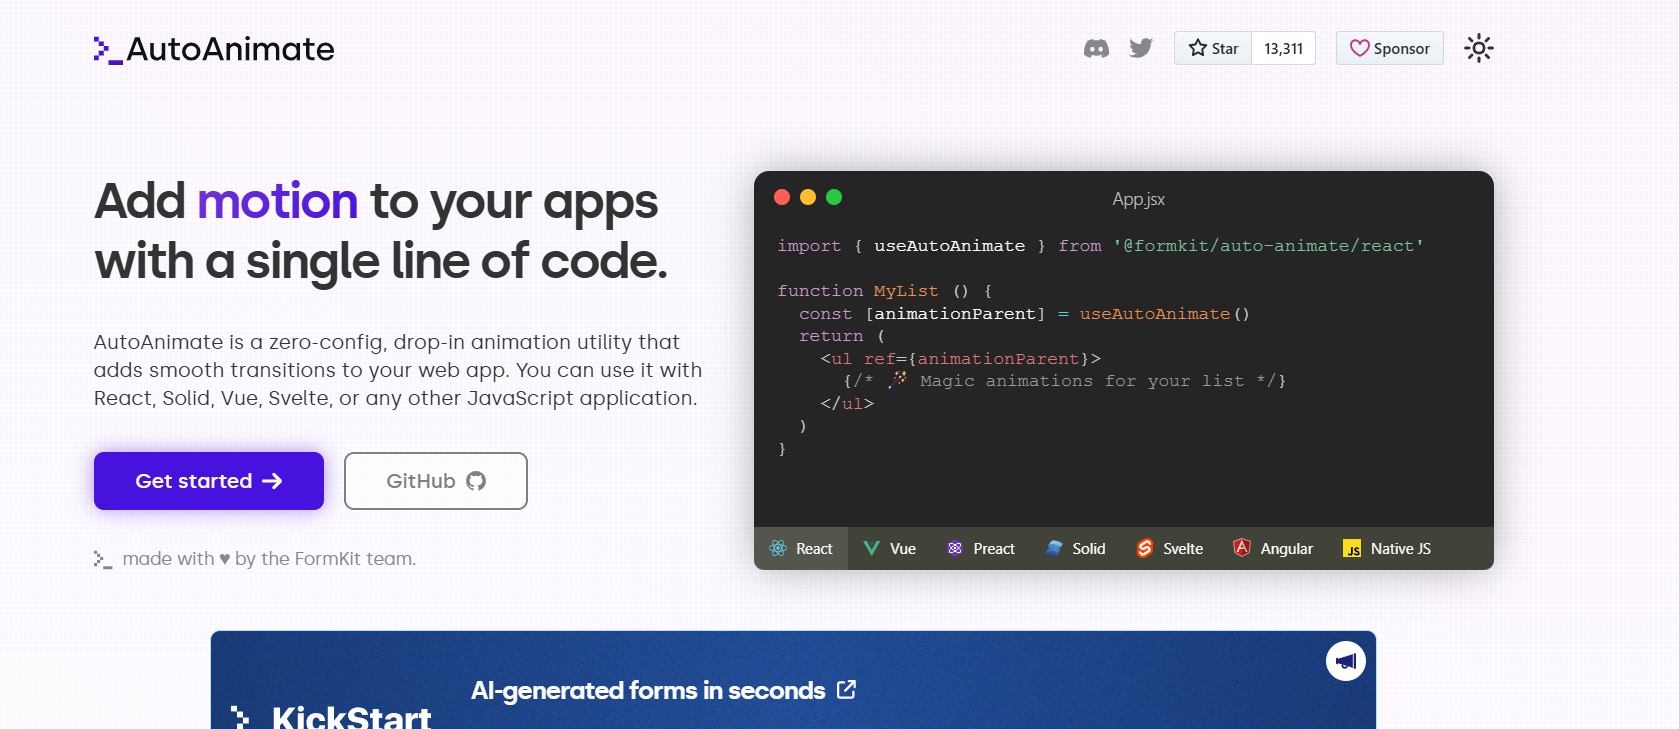 AutoAnimate
Star 13,311 Sponsor
Add motion to your apps
with a single line of code.
AutoAnimate is a zero-config, drop-in animation utility that
adds smooth transitions to your web app. You can use it with
React, Solid, Vue, Svelte, or any other JavaScript application.
Get started → GitHub
made with ♥ by the FormKit team.
App.jsx
import { useAutoAnimate } from '@formkit/auto-animate/react'
function MyList () {
  const [animationParent] = useAutoAnimate()
  return (
    <ul ref={animationParent}>
      {/* 🪄 Magic animations for your list */}
    </ul>
  )
}
React Vue Preact Solid Svelte Angular JS Native JS
AI-generated forms in seconds
KickStart